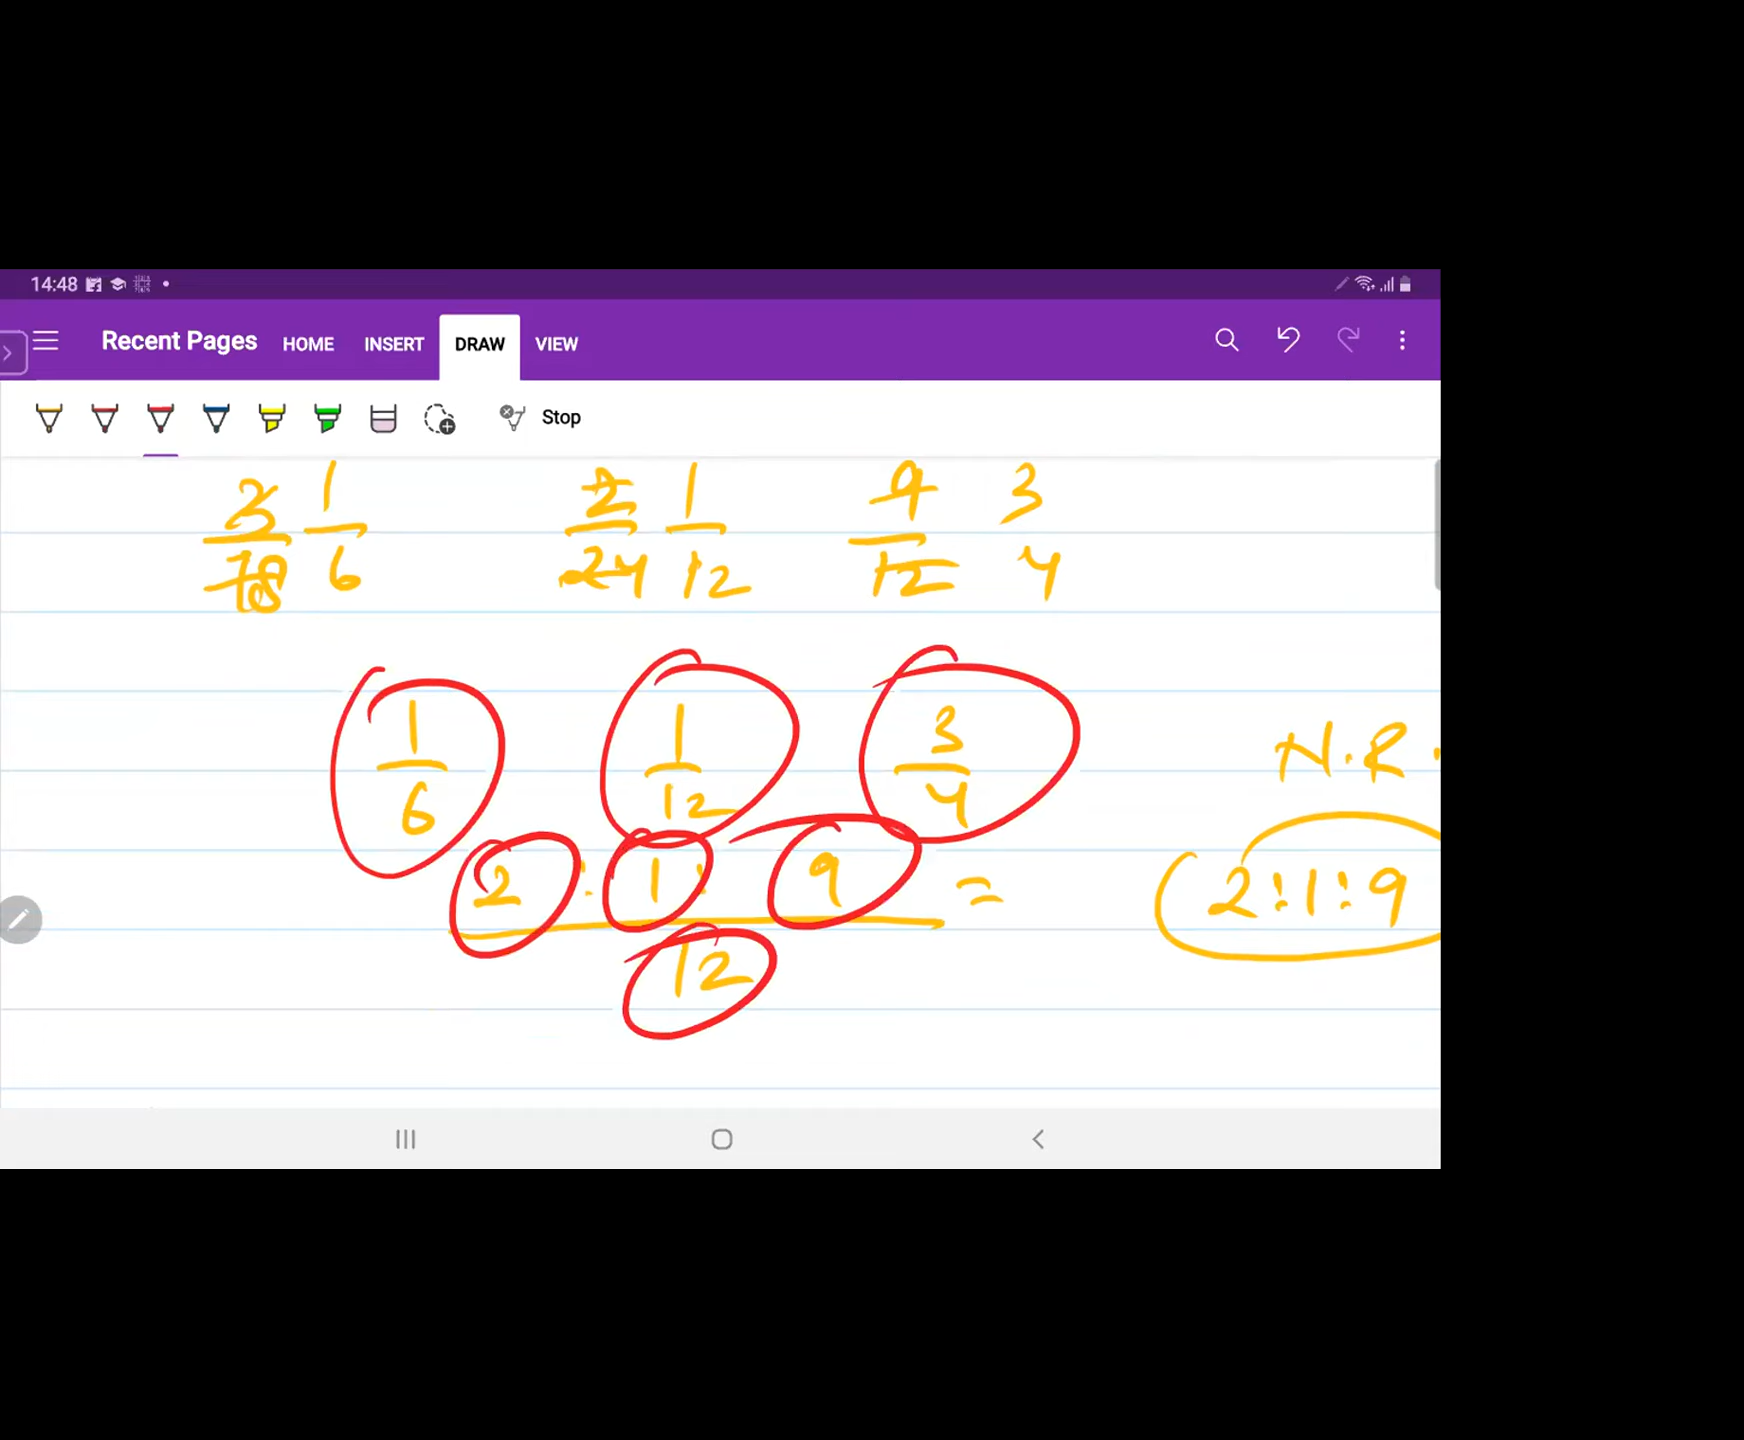 14:48
Recent Pages HOME INSERT DRAW VIEW
Stop
3/18 1/6 2/24 1/12 9/12 3/4
1/6 1/12 3/4 N.R.
2 : 1 : 9 = (2:1:9
12